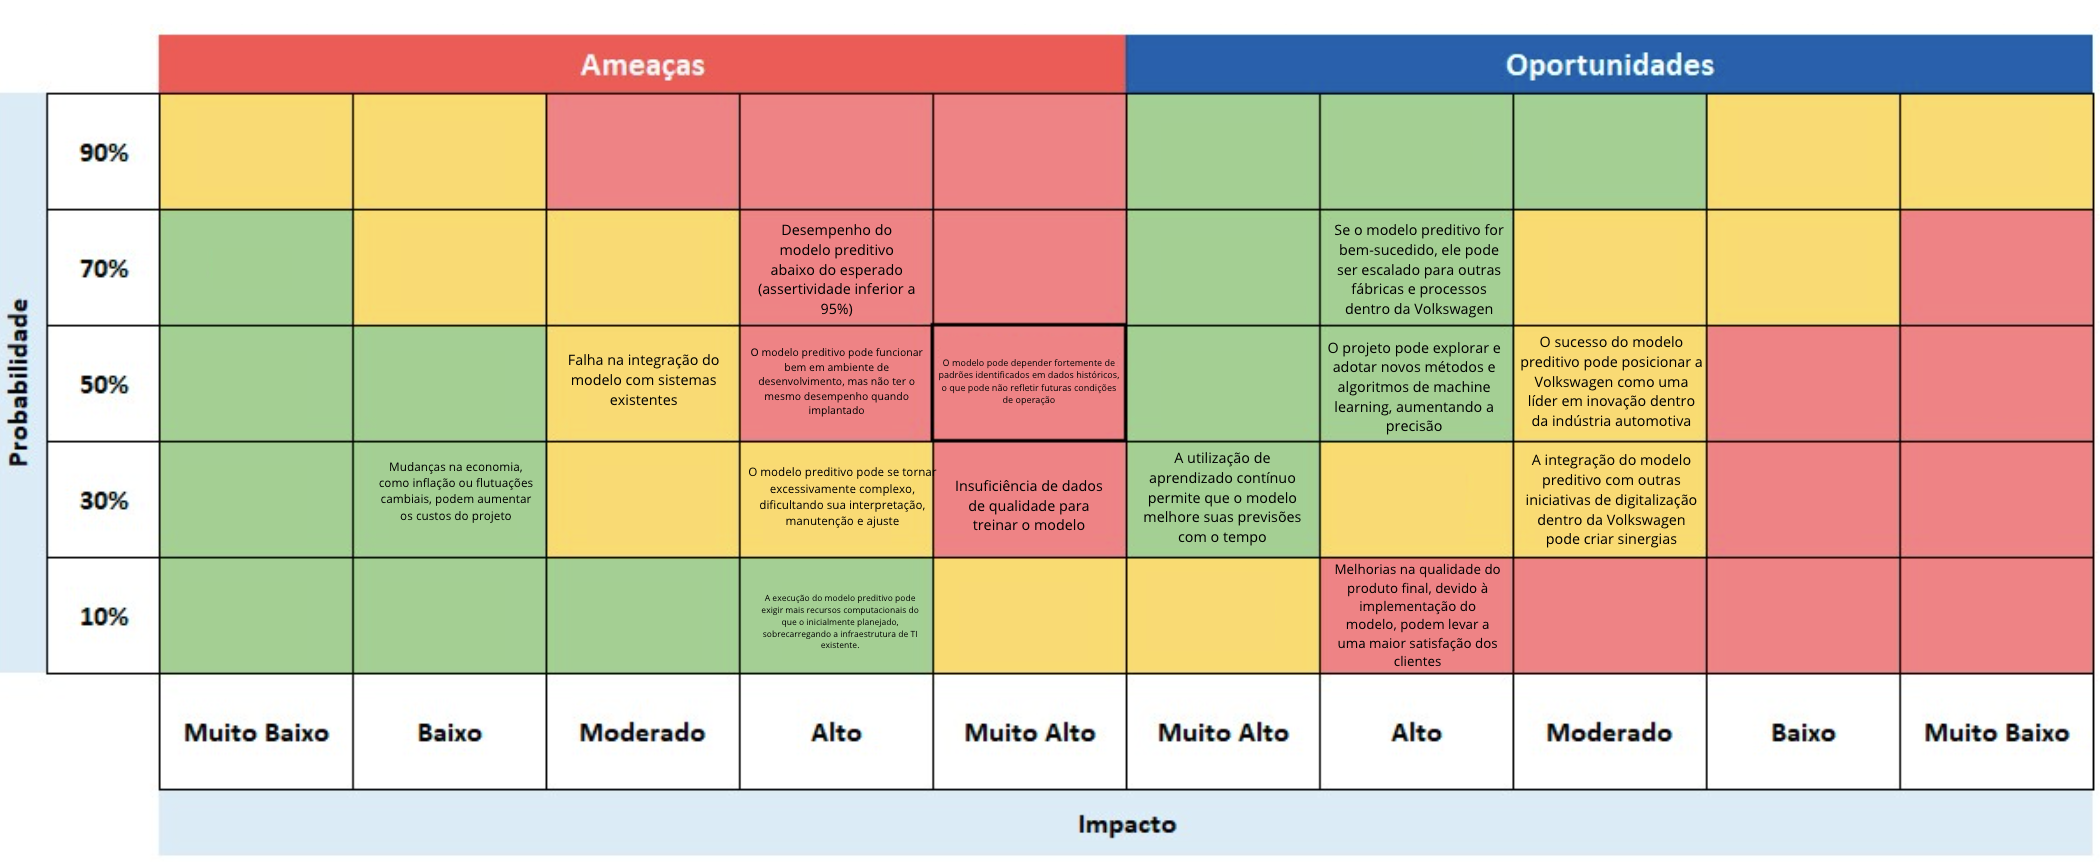 Ameaças
Oportunidades
Probabilidade
90%
70%
Desempenho do
modelo preditivo
abaixo do esperado
(assertividade inferior a
95%)
Se o modelo preditivo for
bem-sucedido, ele pode
ser escalado para outras
fábricas e processos
dentro da Volkswagen
50%
Falha na integração do
modelo com sistemas
existentes
O modelo preditivo pode funcionar
bem em ambiente de
desenvolvimento, mas não ter o
mesmo desempenho quando
implantado
O modelo pode depender fortemente de
padrões identificados em dados históricos,
o que pode não refletir futuras condições
de operação
O projeto pode explorar e
adotar novos métodos e
algoritmos de machine
learning, aumentando a
precisão
O sucesso do modelo
preditivo pode posicionar a
Volkswagen como uma
líder em inovação dentro
da indústria automotiva
30%
Mudanças na economia,
como inflação ou flutuações
cambiais, podem aumentar
os custos do projeto
O modelo preditivo pode se tornar
excessivamente complexo,
dificultando sua interpretação,
manutenção e ajuste
Insuficiência de dados
de qualidade para
treinar o modelo
A utilização de
aprendizado contínuo
permite que o modelo
melhore suas previsões
com o tempo
A integração do modelo
preditivo com outras
iniciativas de digitalização
dentro da Volkswagen
pode criar sinergias
10%
A execução do modelo preditivo pode
exigir mais recursos computacionais do
que o inicialmente planejado,
sobrecarregando a infraestrutura de TI
existente.
Melhorias na qualidade do
produto final, devido à
implementação do
modelo, podem levar a
uma maior satisfação dos
clientes
Muito Baixo
Baixo
Moderado
Alto
Muito Alto
Muito Alto
Alto
Moderado
Baixo
Muito Baixo
Impacto